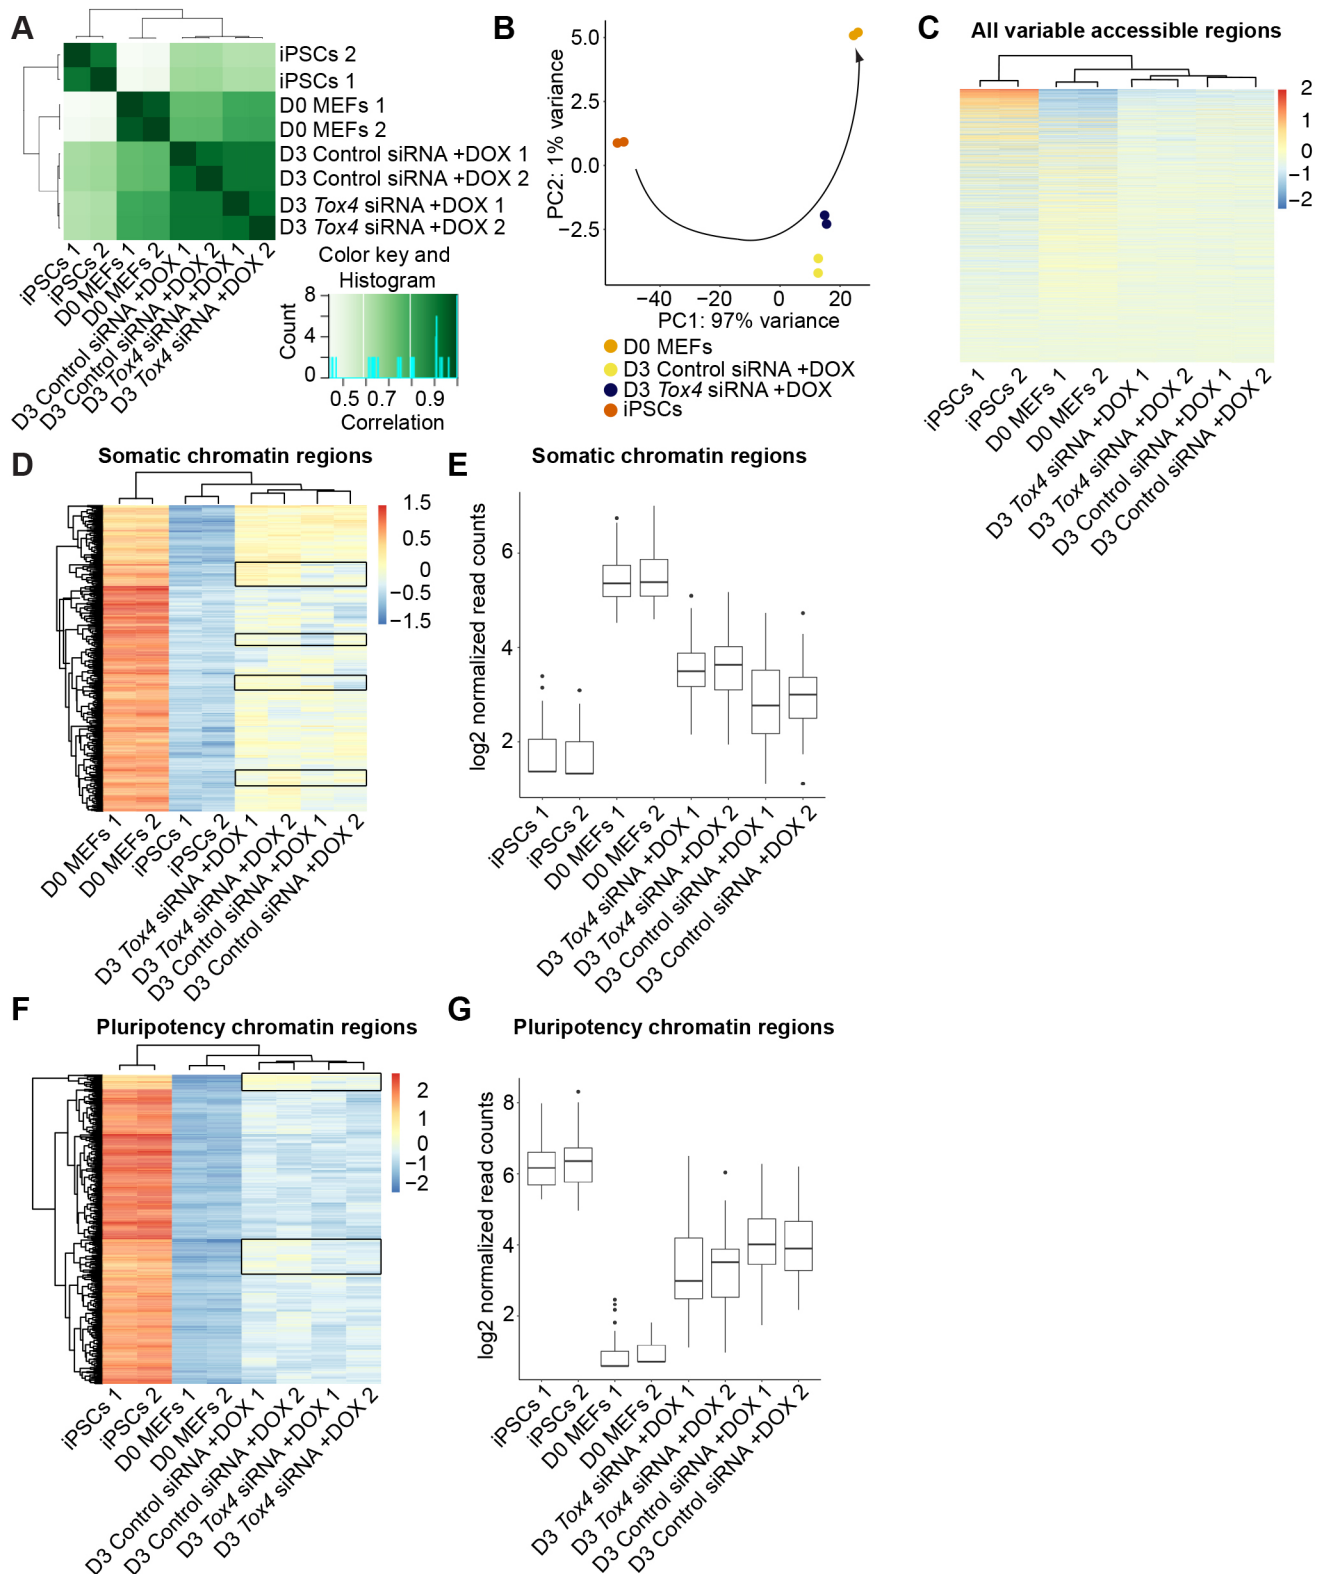 A
iPSCs 2
iPSCs 1
D0 MEFs 1
D0 MEFs 2
D3 Control siRNA +DOX 1
D3 Control siRNA +DOX 2
D3 Tox4 siRNA +DOX 1
D3 Tox4 siRNA +DOX 2
iPSCs 1
iPSCs 2
D0 MEFs 1
D0 MEFs 2
D3 Control siRNA +DOX 1
D3 Control siRNA +DOX 2
D3 Tox4 siRNA +DOX 1
D3 Tox4 siRNA +DOX 2
Color key and
Histogram
Count
8
4
0
0.5 0.7 0.9
Correlation
B
PC2: 1% variance
5.0
2.5
0.0
−2.5
−40 −20 0 20
PC1: 97% variance
D0 MEFs
D3 Control siRNA +DOX
D3 Tox4 siRNA +DOX
iPSCs
C
All variable accessible regions
2
1
0
−1
−2
iPSCs 1
iPSCs 2
D0 MEFs 1
D0 MEFs 2
D3 Tox4 siRNA +DOX 1
D3 Tox4 siRNA +DOX 2
D3 Control siRNA +DOX 1
D3 Control siRNA +DOX 2
D
Somatic chromatin regions
1.5
0.5
0
−0.5
−1.5
D0 MEFs 1
D0 MEFs 2
iPSCs 1
iPSCs 2
D3 Tox4 siRNA +DOX 1
D3 Tox4 siRNA +DOX 2
D3 Control siRNA +DOX 1
D3 Control siRNA +DOX 2
E
Somatic chromatin regions
log2 normalized read counts
6
4
2
iPSCs 1
iPSCs 2
D0 MEFs 1
D0 MEFs 2
D3 Tox4 siRNA +DOX 1
D3 Tox4 siRNA +DOX 2
D3 Control siRNA +DOX 1
D3 Control siRNA +DOX 2
F
Pluripotency chromatin regions
2
1
0
−1
−2
iPSCs 1
iPSCs 2
D0 MEFs 1
D0 MEFs 2
D3 Control siRNA +DOX 1
D3 Control siRNA +DOX 2
D3 Tox4 siRNA +DOX 1
D3 Tox4 siRNA +DOX 2
G
Pluripotency chromatin regions
log2 normalized read counts
8
6
4
2
iPSCs 1
iPSCs 2
D0 MEFs 1
D0 MEFs 2
D3 Tox4 siRNA +DOX 1
D3 Tox4 siRNA +DOX 2
D3 Control siRNA +DOX 1
D3 Control siRNA +DOX 2